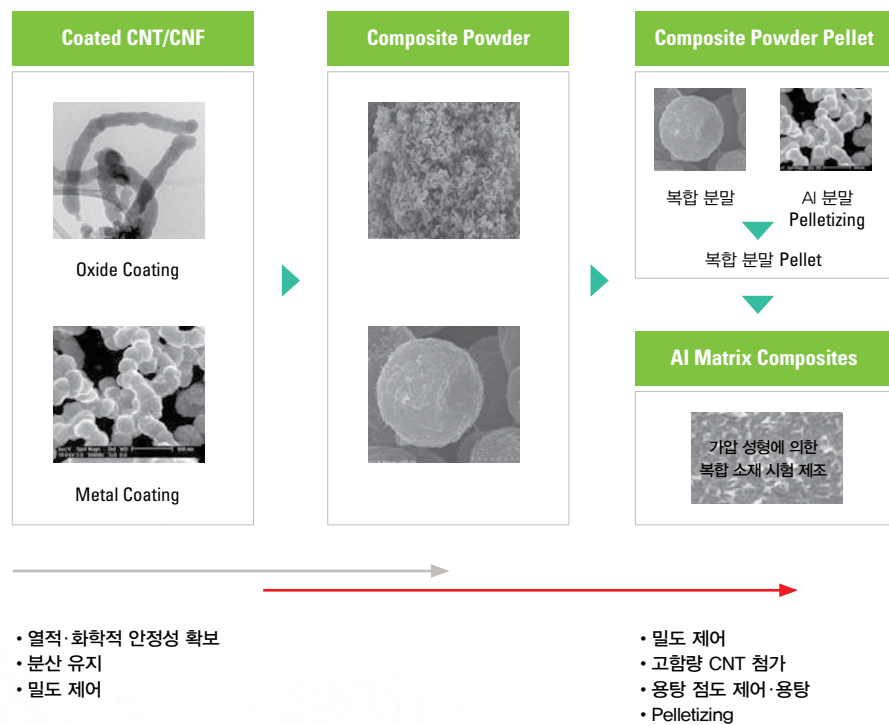 Coated CNT/CNF
Oxide Coating
Metal Coating
Composite Powder
Composite Powder Pellet
복합 분말
Al 분말
Pelletizing
복합 분말 Pellet
Al Matrix Composites
가압 성형에 의한
복합 소재 시험 제조
• 열적·화학적 안정성 확보
• 분산 유지
• 밀도 제어
• 밀도 제어
• 고함량 CNT 첨가
• 용탕 점도 제어·용탕
• Pelletizing